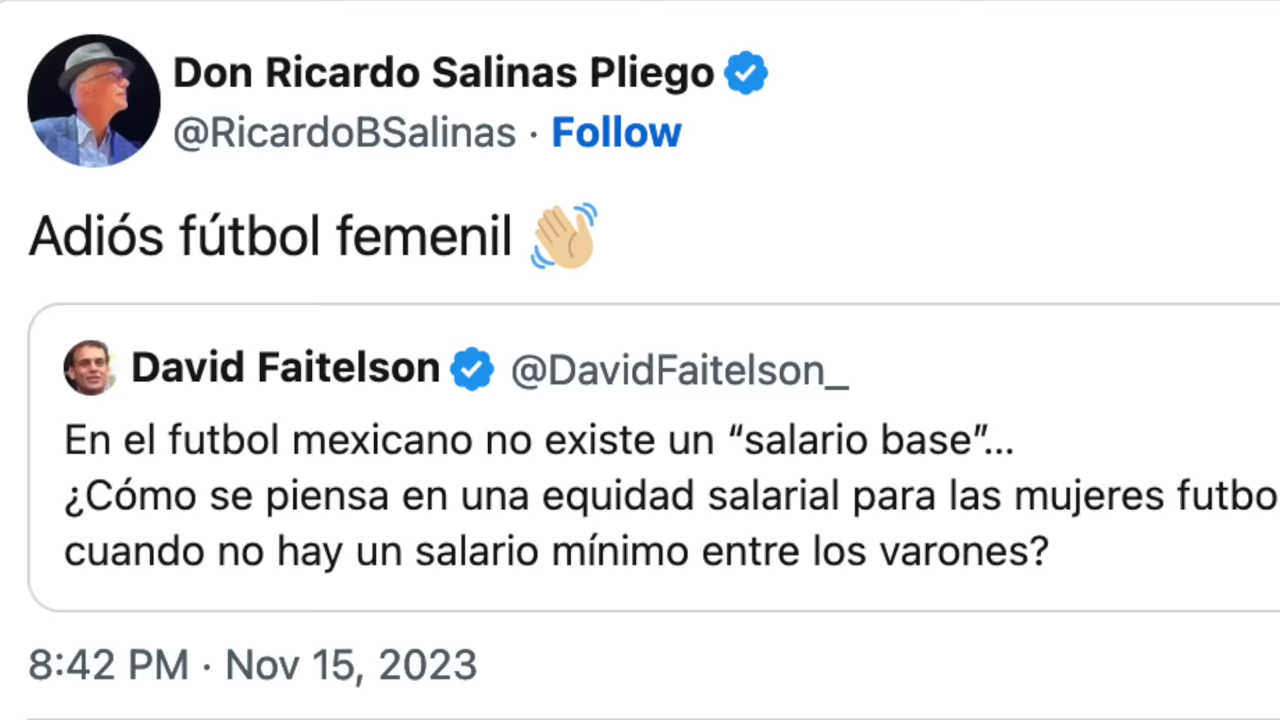 Don Ricardo Salinas Pliego
@RicardoBSalinas · Follow
Adiós fútbol femenil 👋🏼
David Faitelson @DavidFaitelson_
En el futbol mexicano no existe un “salario base”...
¿Cómo se piensa en una equidad salarial para las mujeres futbo
cuando no hay un salario mínimo entre los varones?
8:42 PM · Nov 15, 2023